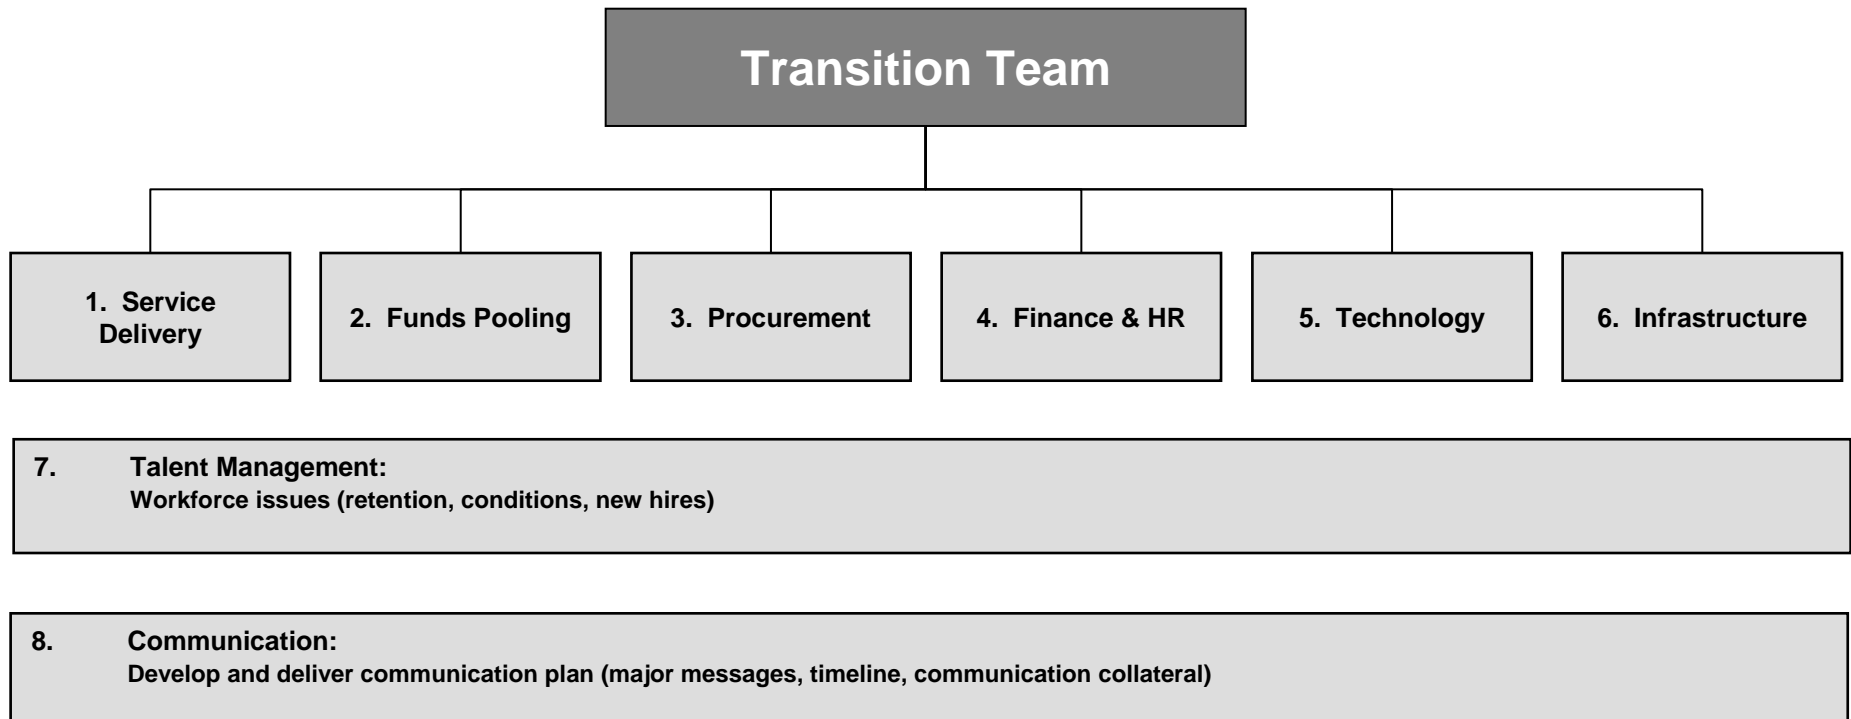 Transition Team
1. Service
Delivery
2. Funds Pooling
3. Procurement
4. Finance & HR
5. Technology
6. Infrastructure
7. Talent Management:
Workforce issues (retention, conditions, new hires)
8. Communication:
Develop and deliver communication plan (major messages, timeline, communication collateral)